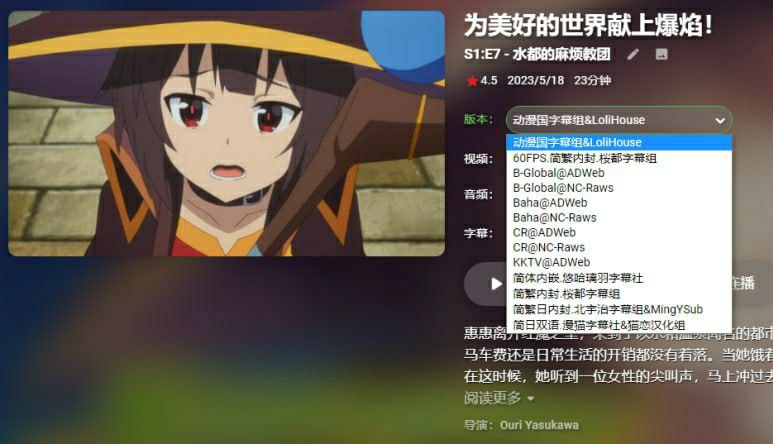 为美好的世界献上爆焰！
S1:E7 - 水都的麻烦教团
4.5 2023/5/18 23分钟
版本： 动漫国字幕组&LoliHouse
动漫国字幕组&LoliHouse
视频： 60FPS.简繁内封.桜都字幕组
B-Global@ADWeb
音频： B-Global@NC-Raws
Baha@ADWeb
Baha@NC-Raws
字幕： CR@ADWeb
CR@NC-Raws
KKTV@ADWeb
简体内嵌.悠哈璃羽字幕社
连播
简繁内封.桜都字幕组
简繁日内封.北宇治字幕组&MingYSub
简日双语.漫猫字幕社&猫恋汉化组
惠惠离开红魔之里，来到了以水和温泉闻名的都市
马车费还是日常生活的开销都没有着落。当她饿着
在这时候，她听到一位女性的尖叫声，马上冲过去
阅读更多
导演： Ouri Yasukawa